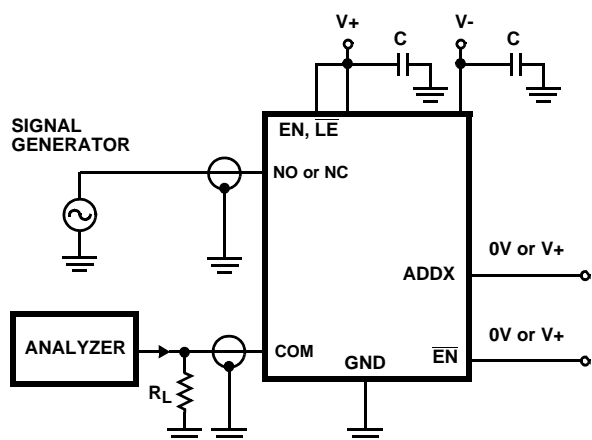 V+
V-
C
C
EN, LE
SIGNAL
GENERATOR
NO or NC
0V or V+
ADDX
0V or V+
ANALYZER
COM
EN
GND
RL